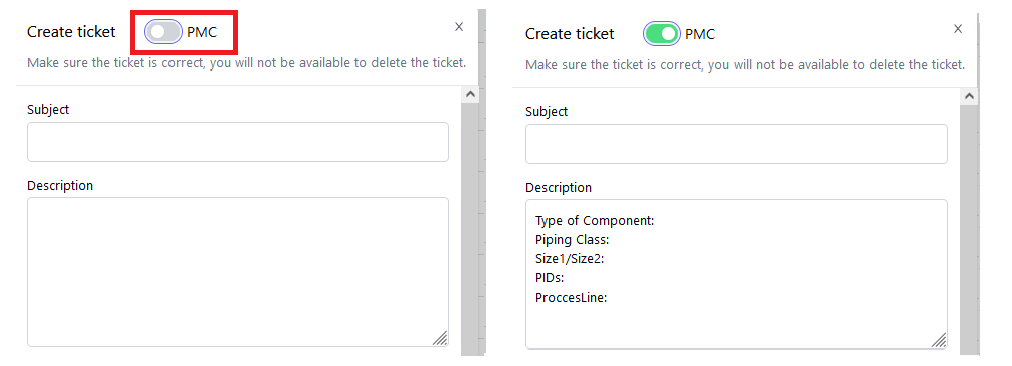 Create ticket PMC
Make sure the ticket is correct, you will not be available to delete the ticket.
Subject
Description
Create ticket PMC
Make sure the ticket is correct, you will not be available to delete the ticket.
Subject
Description
Type of Component:
Piping Class:
Size1/Size2:
PIDs:
ProccesLine: